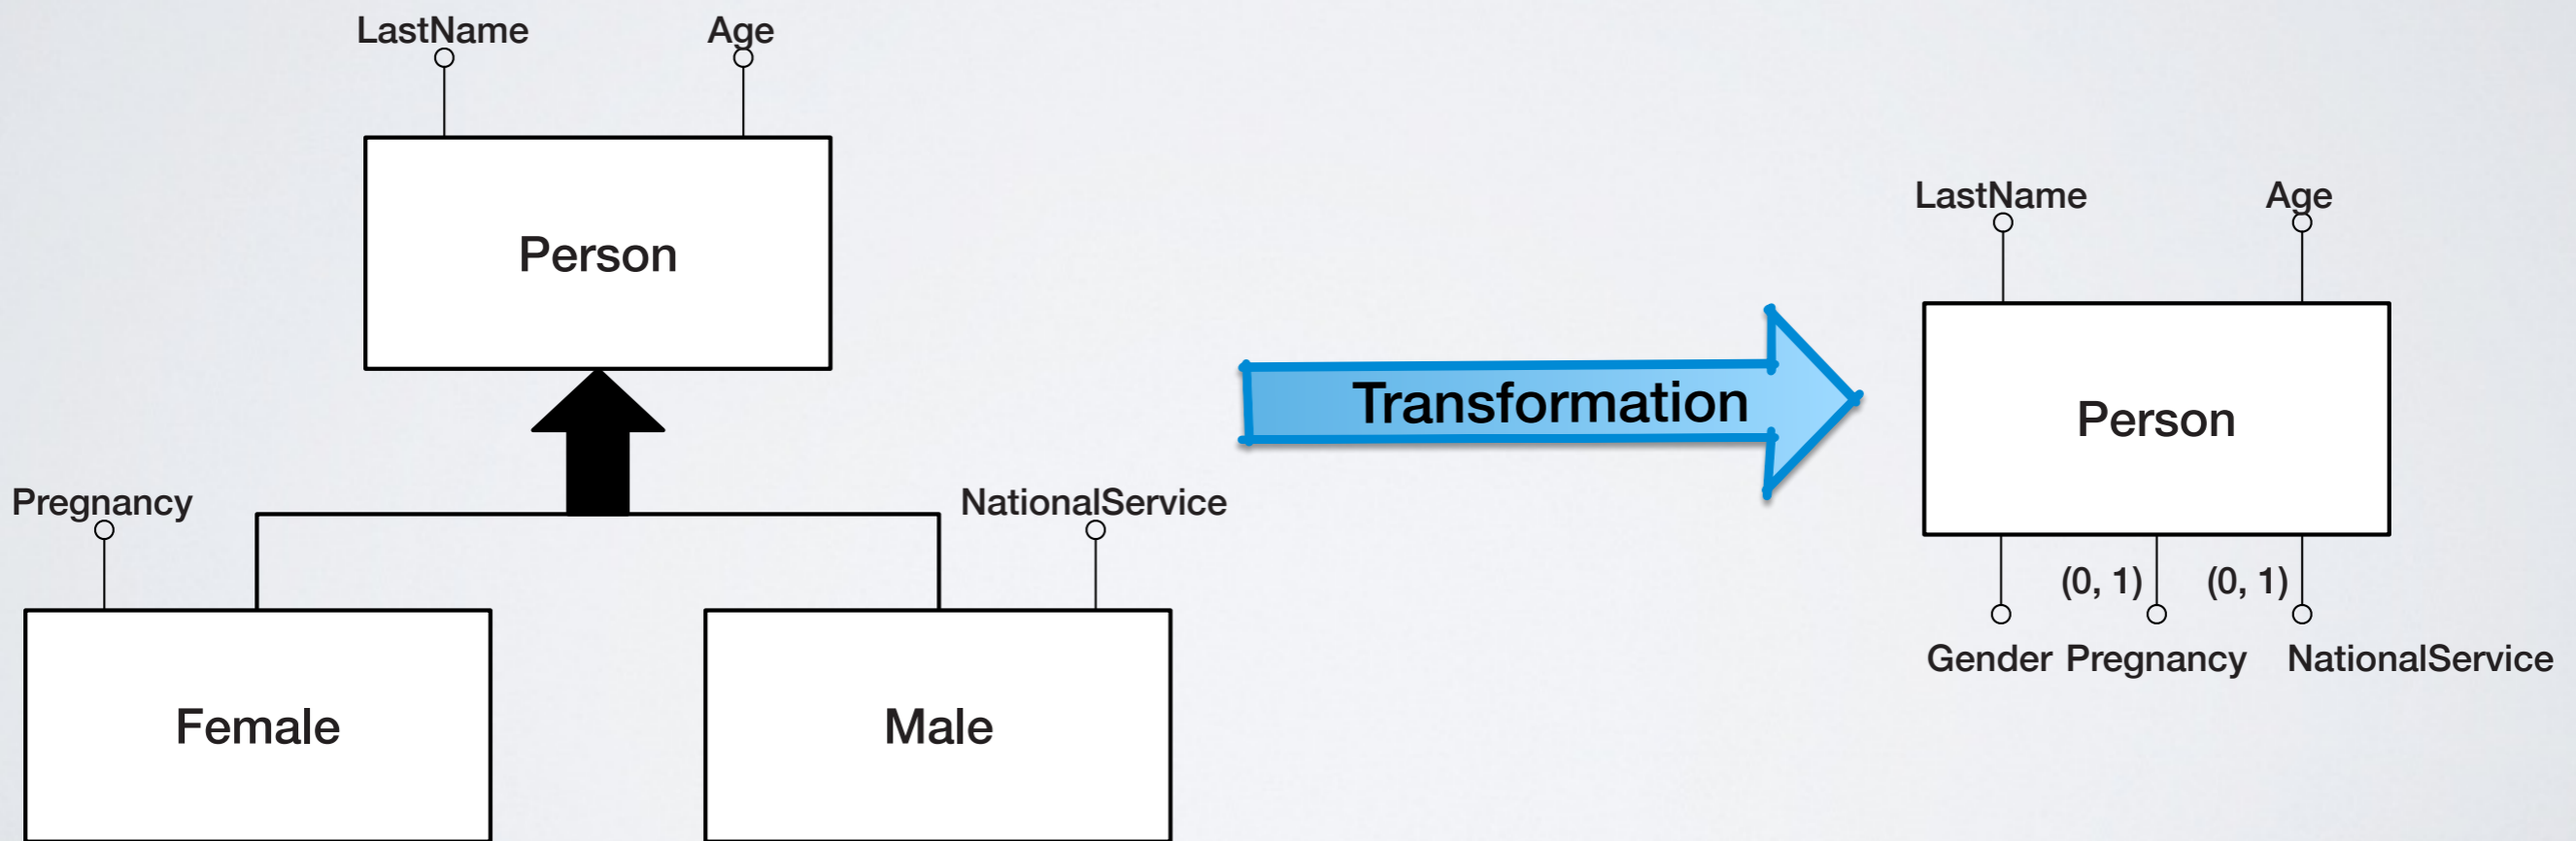 LastName
Age
Person
Pregnancy
NationalService
Female
Male
Transformation
LastName
Age
Person
(0, 1)
(0, 1)
Gender
Pregnancy
NationalService